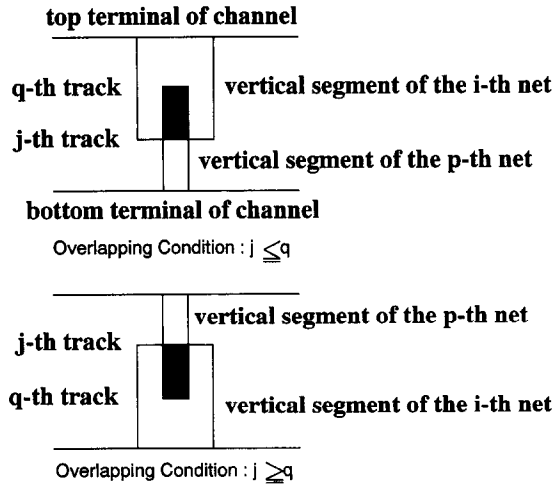 top terminal of channel
q-th track
vertical segment of the i-th net
j-th track
vertical segment of the p-th net
bottom terminal of channel
Overlapping Condition : j ≦ q
vertical segment of the p-th net
j-th track
q-th track
vertical segment of the i-th net
Overlapping Condition : j ≧ q